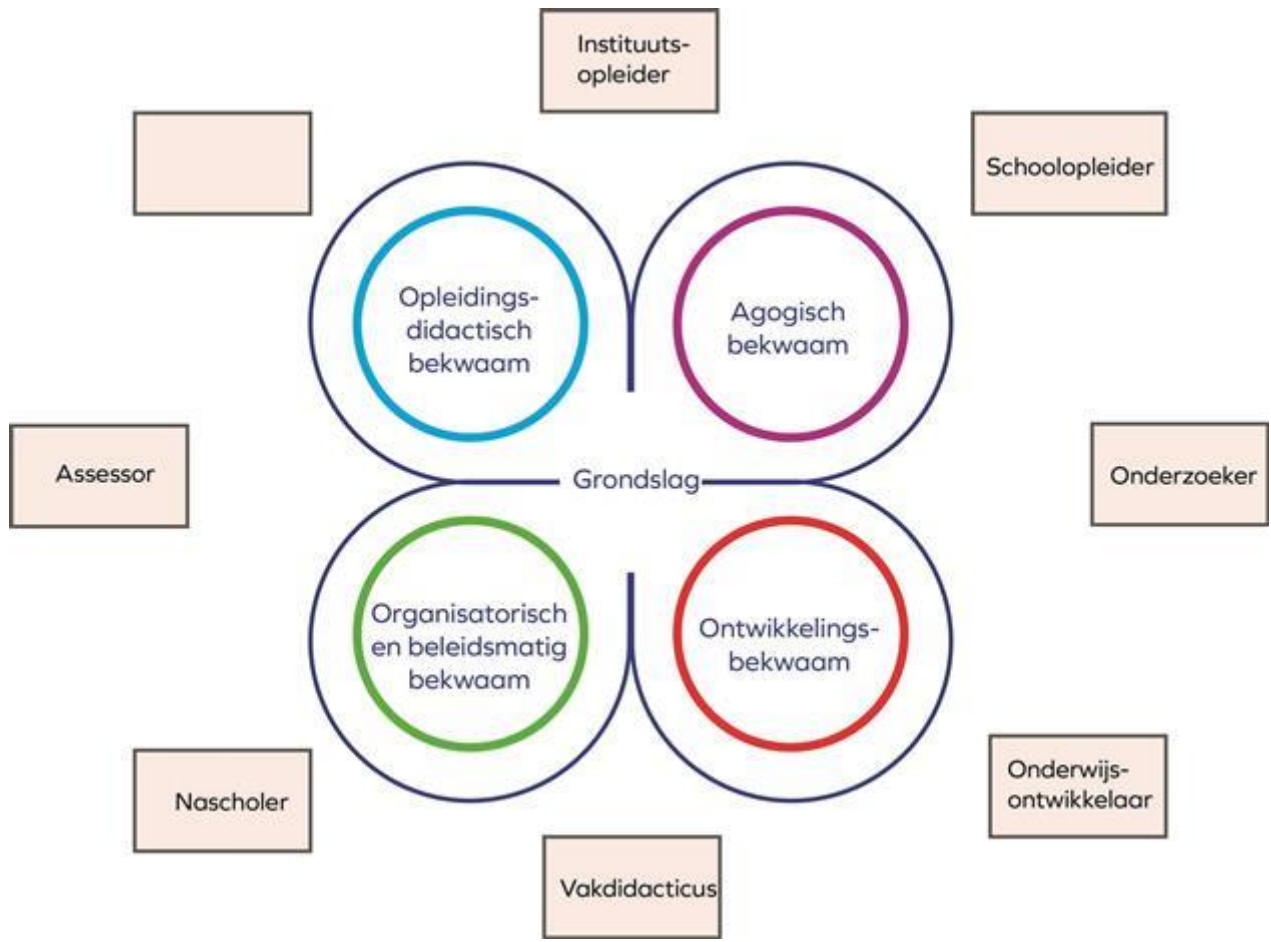 Instituuts-
opleider
Schoolopleider
Opleidings-
didactisch
bekwaam
Agogisch
bekwaam
Assessor
Grondslag
Onderzoeker
Organisatorisch
en beleidsmatig
bekwaam
Ontwikkelings-
bekwaam
Nascholer
Onderwijs-
ontwikkelaar
Vakdidacticus